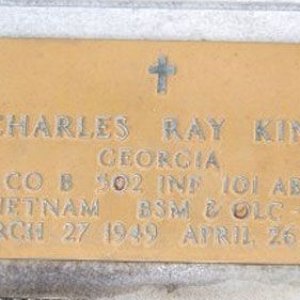 CHARLES RAY KIN
GEORGIA
CO B 502 INF 101 AB
VIETNAM BSM & OLC
RCH 27 1949 APRIL 26